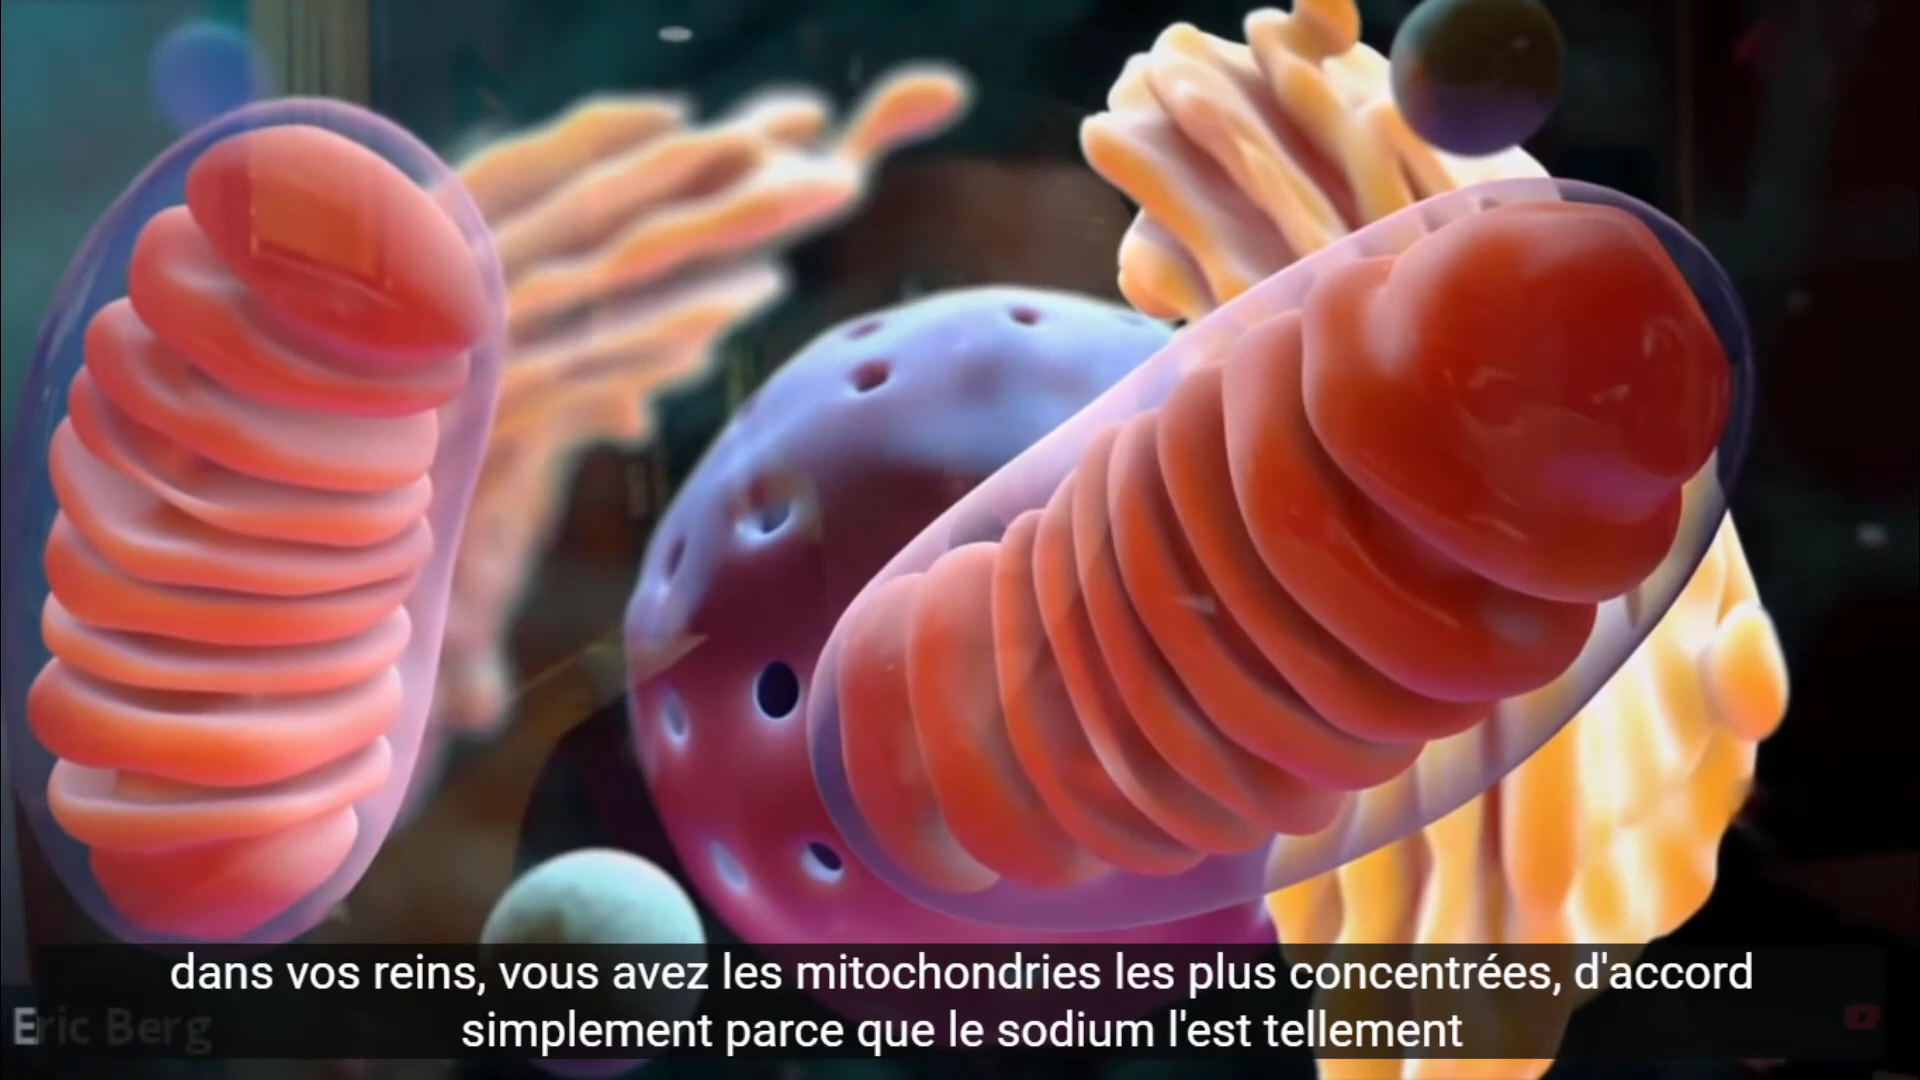 dans vos reins, vous avez les mitochondries les plus concentrées, d'accord
simplement parce que le sodium l'est tellement
Eric Berg